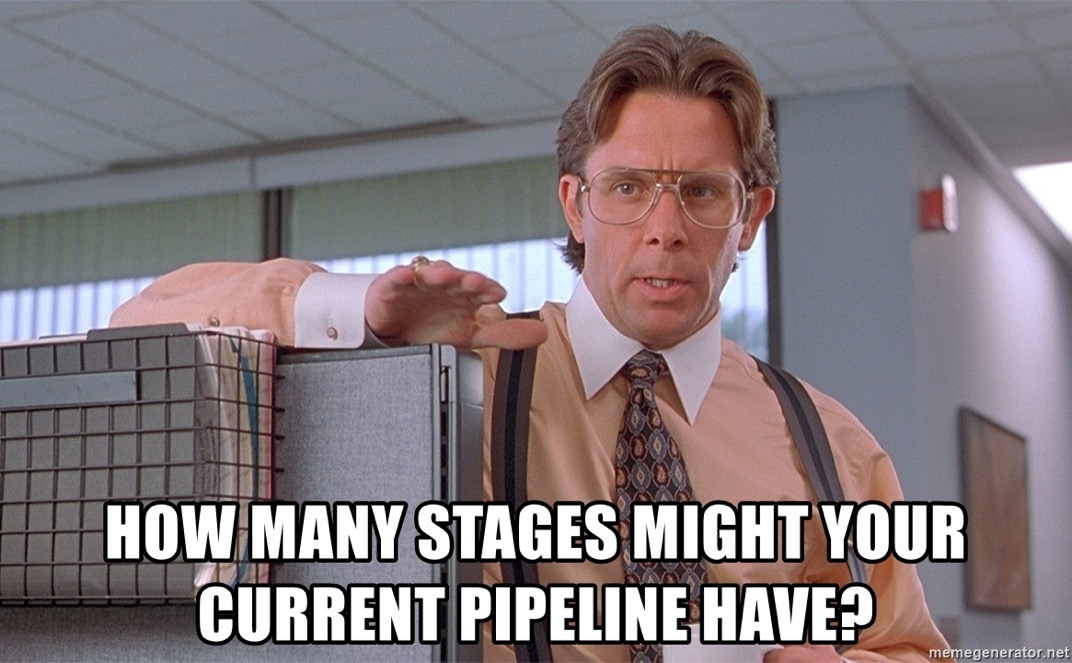 HOW MANY STAGES MIGHT YOUR
CURRENT PIPELINE HAVE?
memegenerator.net